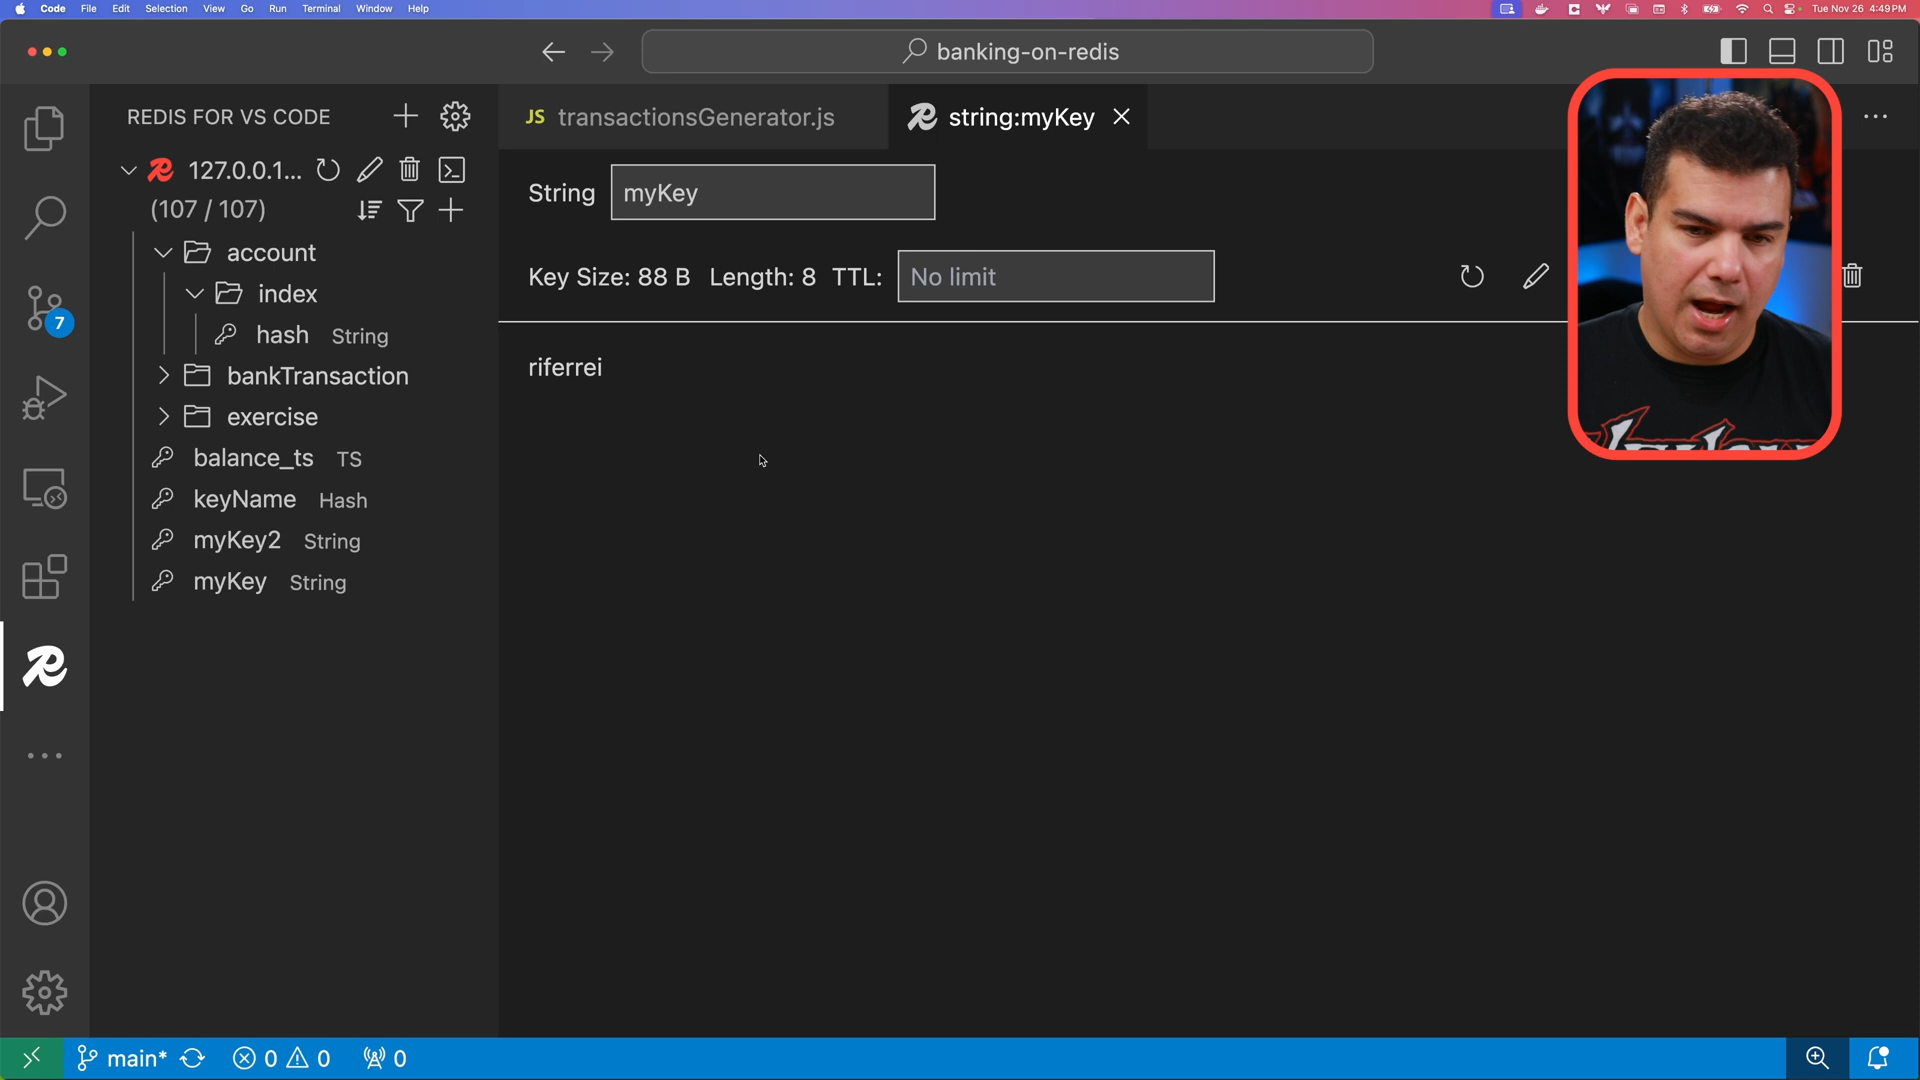 Code File Edit Selection View Go Run Terminal Window Help
Tue Nov 26 4:49 PM
banking-on-redis
REDIS FOR VS CODE
JS transactionsGenerator.js
string:myKey
127.0.0.1...
(107 / 107)
String myKey
account
Key Size: 88 B Length: 8 TTL: No limit
index
hash String
riferrei
bankTransaction
exercise
balance_ts TS
keyName Hash
myKey2 String
myKey String
7
main* 0 0 0